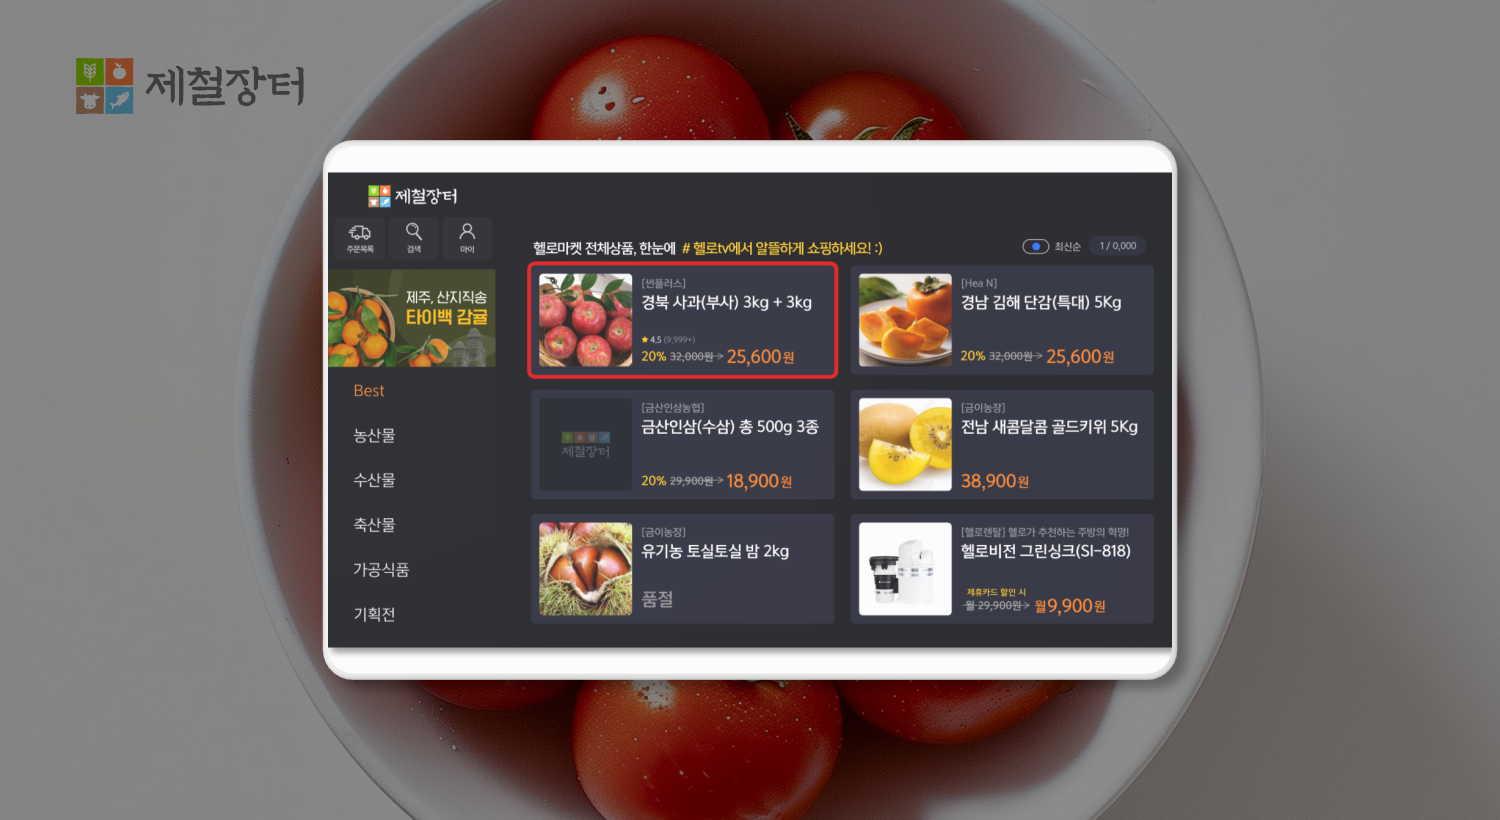 제철장터
제철장터
주문목록
검색
마이
제주, 산지직송
타이벡 감귤
Best
농산물
수산물
축산물
가공식품
기획전
헬로마켓 전체상품, 한눈에 # 헬로tv에서 알뜰하게 쇼핑하세요! :)
최신순 1 / 0,000
[썬플러스]
경북 사과(부사) 3kg + 3kg
★ 4.5 (9,999+)
20% 32,000원 → 25,600원
[Hea N]
경남 김해 단감(특대) 5Kg
20% 32,000원 → 25,600원
제철장터
[금산인삼농협]
금산인삼(수삼) 총 500g 3종
20% 29,900원 → 18,900원
[금이농장]
전남 새콤달콤 골드키위 5Kg
38,900원
[금이농장]
유기농 토실토실 밤 2kg
품절
[헬로렌탈] 헬로가 추천하는 주방의 혁명!
헬로비전 그린싱크(SI-818)
제휴카드 할인 시
월 29,900원 → 월9,900원